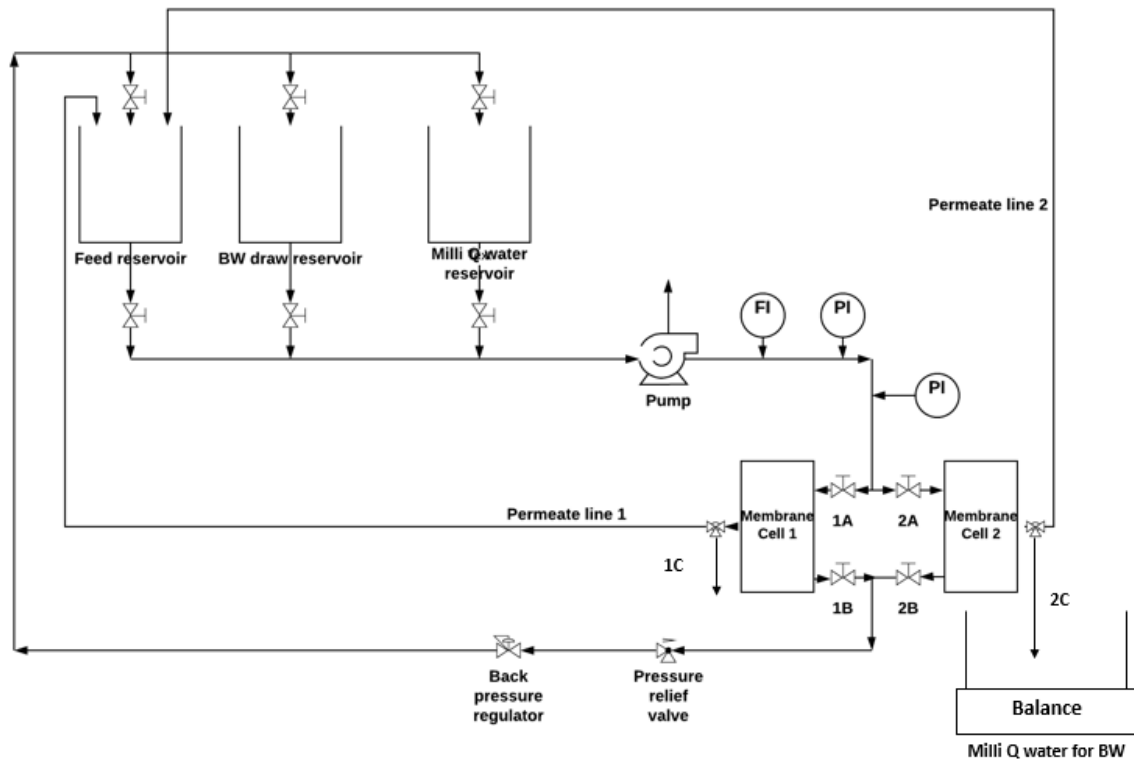 Permeate line 2
Feed reservoir
BW draw reservoir
Milli Q water
reservoir
FI
PI
Pump
PI
Permeate line 1
Membrane
Cell 1
1A
2A
Membrane
Cell 2
1C
1B
2B
2C
Back
pressure
regulator
Pressure
relief
valve
Balance
Milli Q water for BW